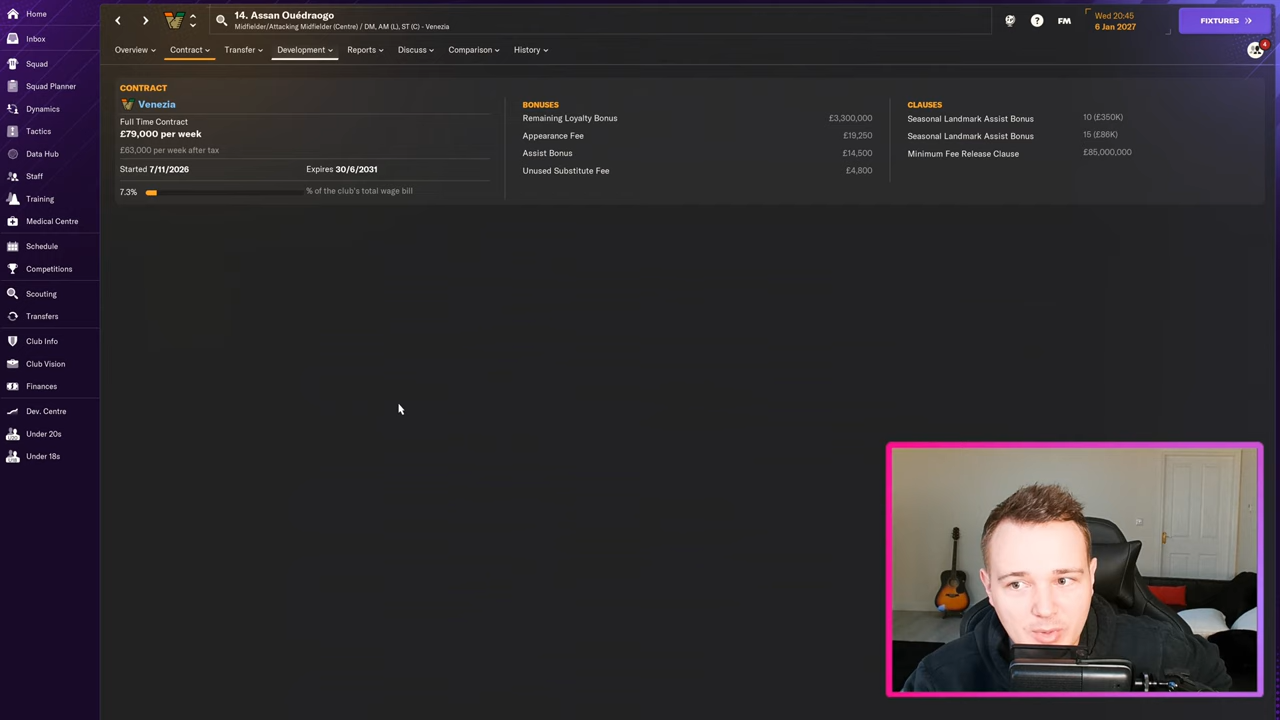 Home
Inbox
Squad
Squad Planner
Dynamics
Tactics
Data Hub
Staff
Training
Medical Centre
Schedule
Competitions
Scouting
Transfers
Club Info
Club Vision
Finances
Dev. Centre
Under 20s
Under 18s
14. Assan Ouédraogo
Midfielder/Attacking Midfielder (Centre) / DM, AM (L), ST (C) - Venezia
FM
Wed 20:45
6 Jan 2027
FIXTURES
4
Overview
Contract
Transfer
Development
Reports
Discuss
Comparison
History
CONTRACT
Venezia
Full Time Contract
£79,000 per week
£63,000 per week after tax
Started 7/11/2026 Expires 30/6/2031
7.3% % of the club's total wage bill
BONUSES
Remaining Loyalty Bonus £3,300,000
Appearance Fee £19,250
Assist Bonus £14,500
Unused Substitute Fee £4,800
CLAUSES
Seasonal Landmark Assist Bonus 10 (£350K)
Seasonal Landmark Assist Bonus 15 (£86K)
Minimum Fee Release Clause £85,000,000